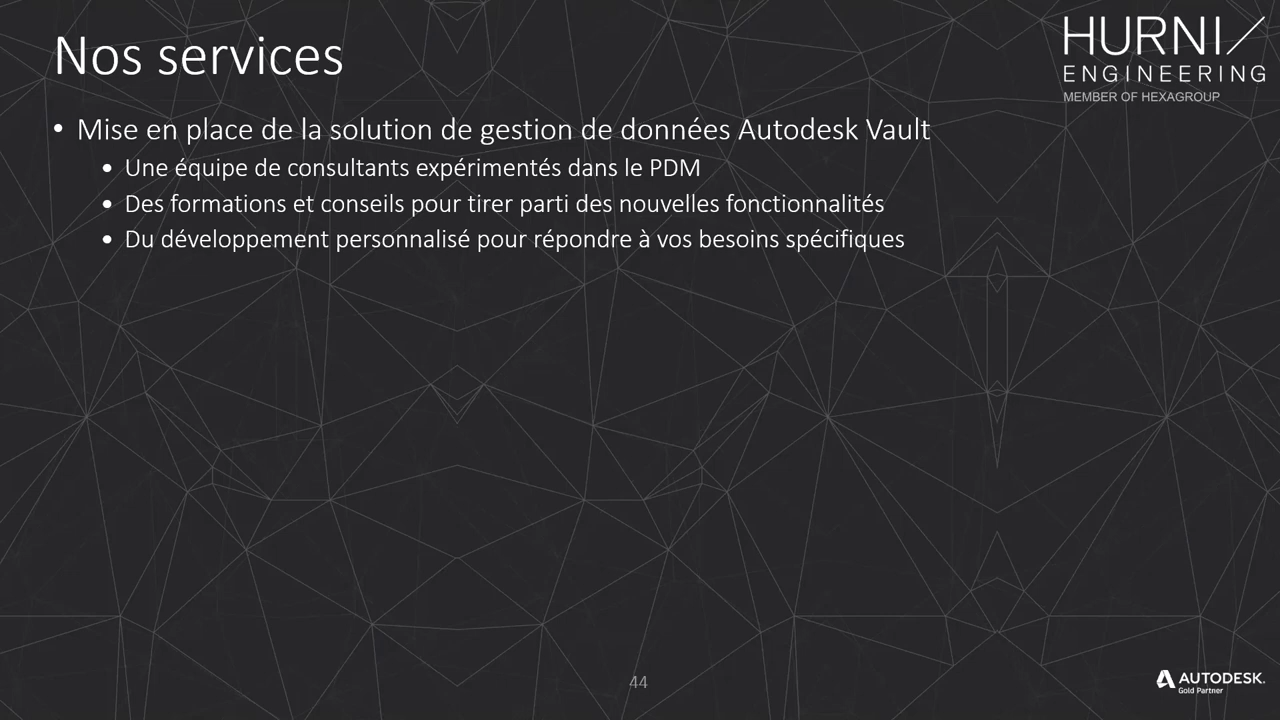 Nos services
HURNI
ENGINEERING
MEMBER OF HEXAGROUP
• Mise en place de la solution de gestion de données Autodesk Vault
• Une équipe de consultants expérimentés dans le PDM
• Des formations et conseils pour tirer parti des nouvelles fonctionnalités
• Du développement personnalisé pour répondre à vos besoins spécifiques
44
AUTODESK.
Gold Partner